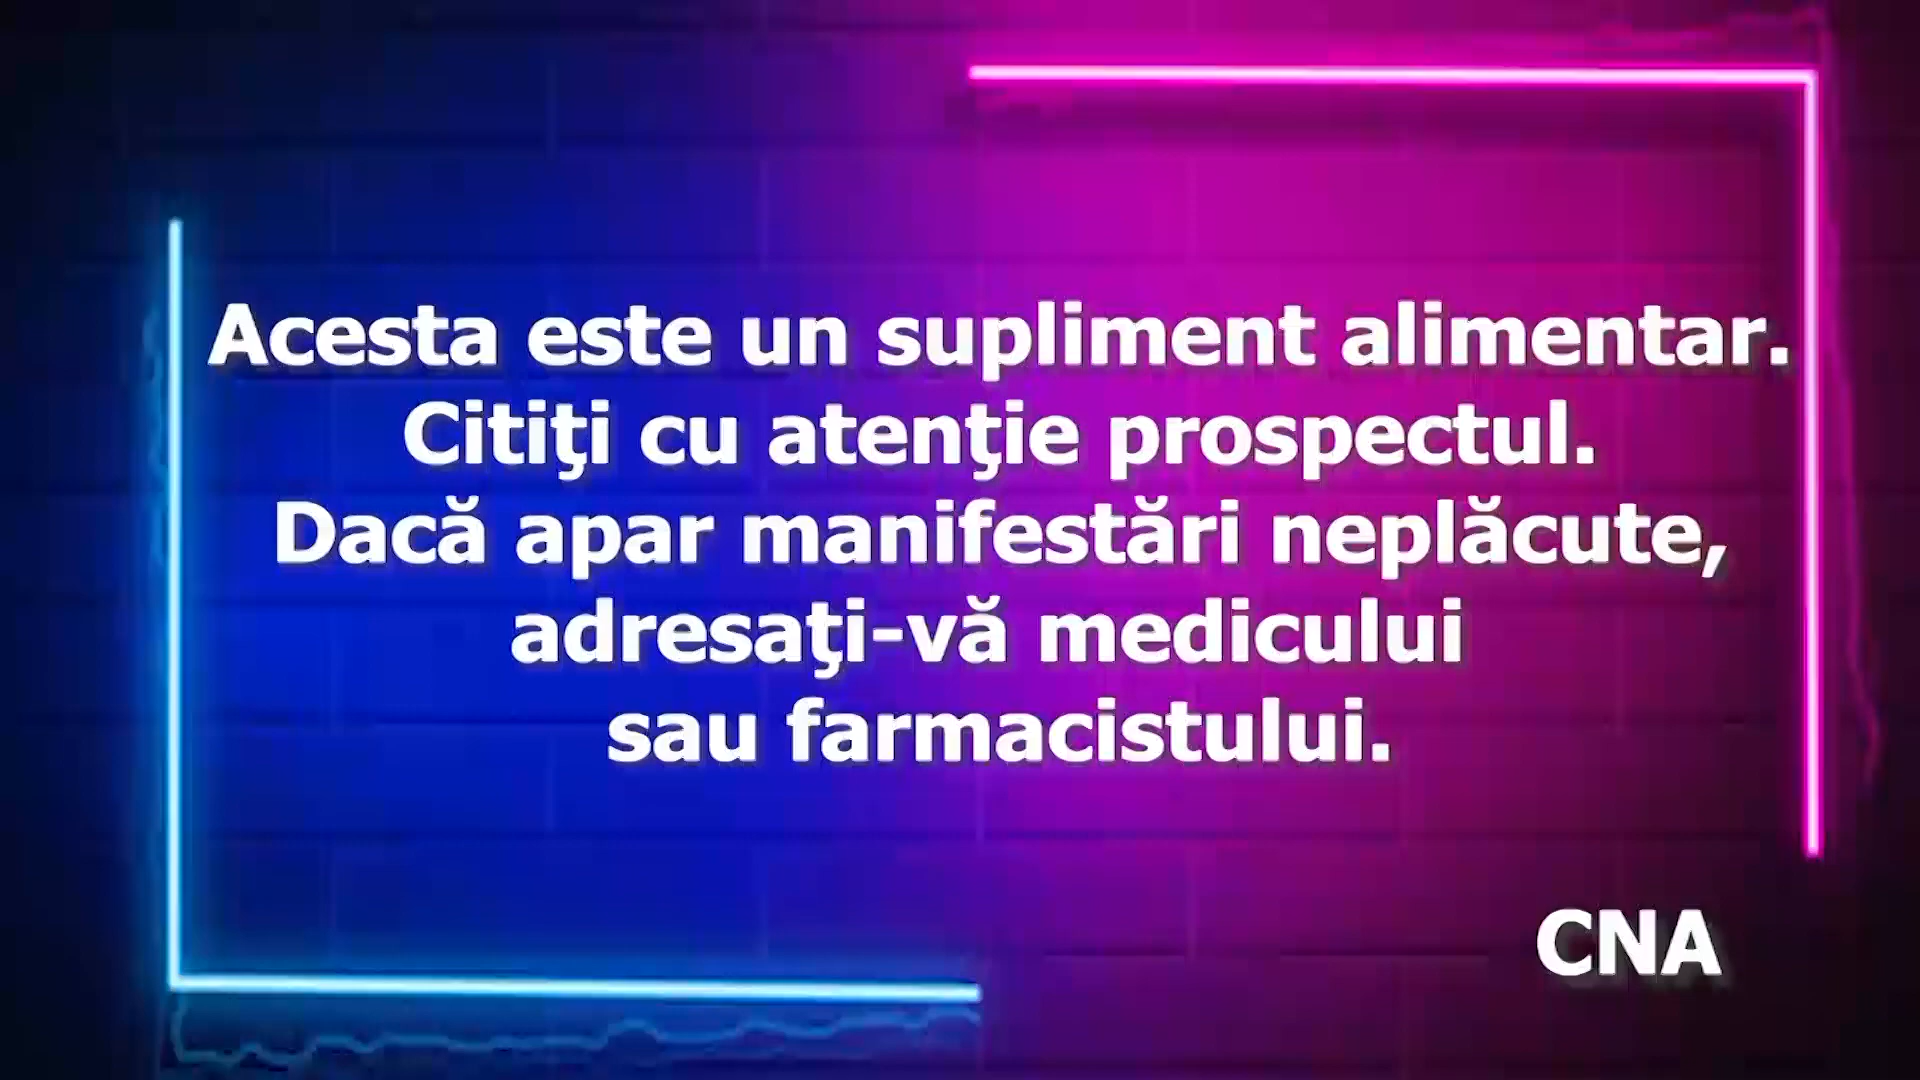 Acesta este un supliment alimentar.
Citiţi cu atenţie prospectul.
Dacă apar manifestări neplăcute,
adresaţi-vă medicului
sau farmacistului.
CNA